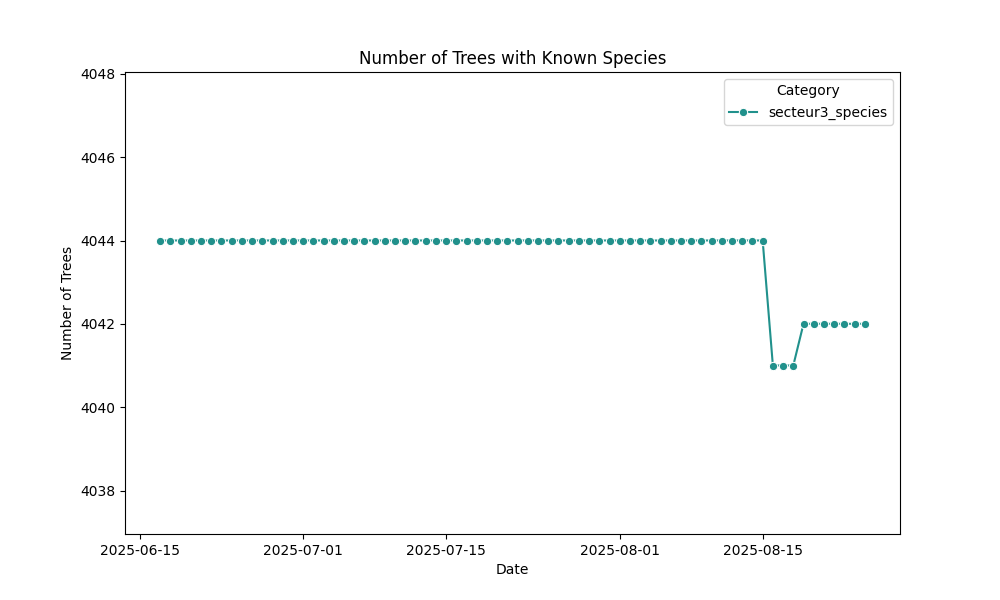 Number of Trees with Known Species
Category
secteur3_species
Number of Trees
4048
4046
4044
4042
4040
4038
2025-06-15
2025-07-01
2025-07-15
2025-08-01
2025-08-15
Date